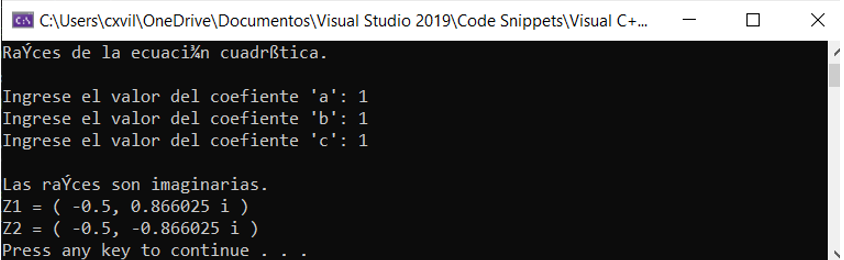 C:\Users\cxvil\OneDrive\Documentos\Visual Studio 2019\Code Snippets\Visual C+...
RaÝces de la ecuaci¾n cuadrßtica.
Ingrese el valor del coefiente 'a': 1
Ingrese el valor del coefiente 'b': 1
Ingrese el valor del coefiente 'c': 1
Las raÝces son imaginarias.
Z1 = ( -0.5, 0.866025 i )
Z2 = ( -0.5, -0.866025 i )
Press any key to continue . . .